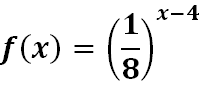 f(x) = (1/8)^{x−4}